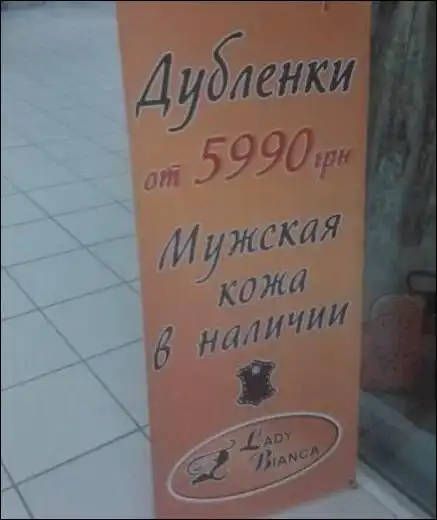 Дубленки
от 5990 грн
Мужская
кожа
в наличии
LADY
BIANCA